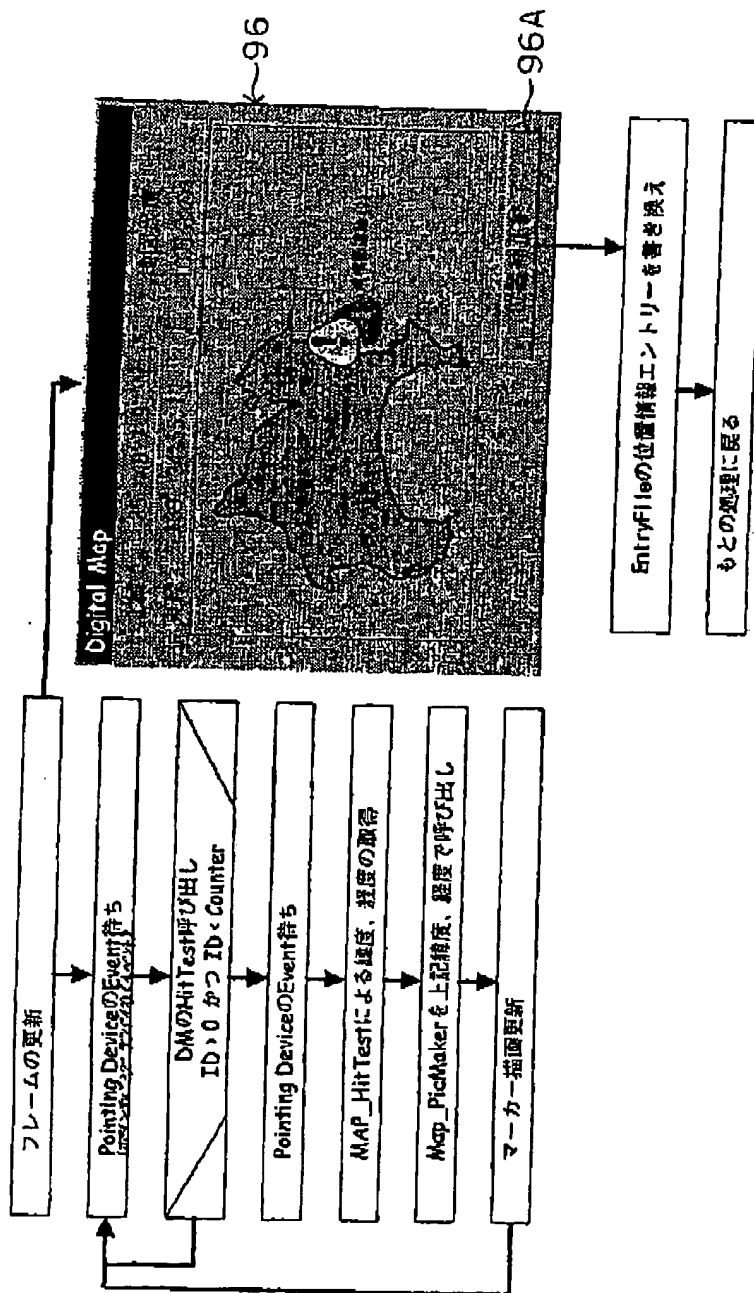 フレームの更新
Pointing DeviceのEvent待ち
DMのHitTest呼び出し
ID>0 かつ ID<Counter
Pointing DeviceのEvent待ち
MAP_HitTestによる緯度、経度の取得
Map_PicMakerを上記緯度、経度で呼び出し
マーカー描画更新
Digital Map
96
96A
EntryFileの位置情報エントリーを書き換え
もとの処理に戻る